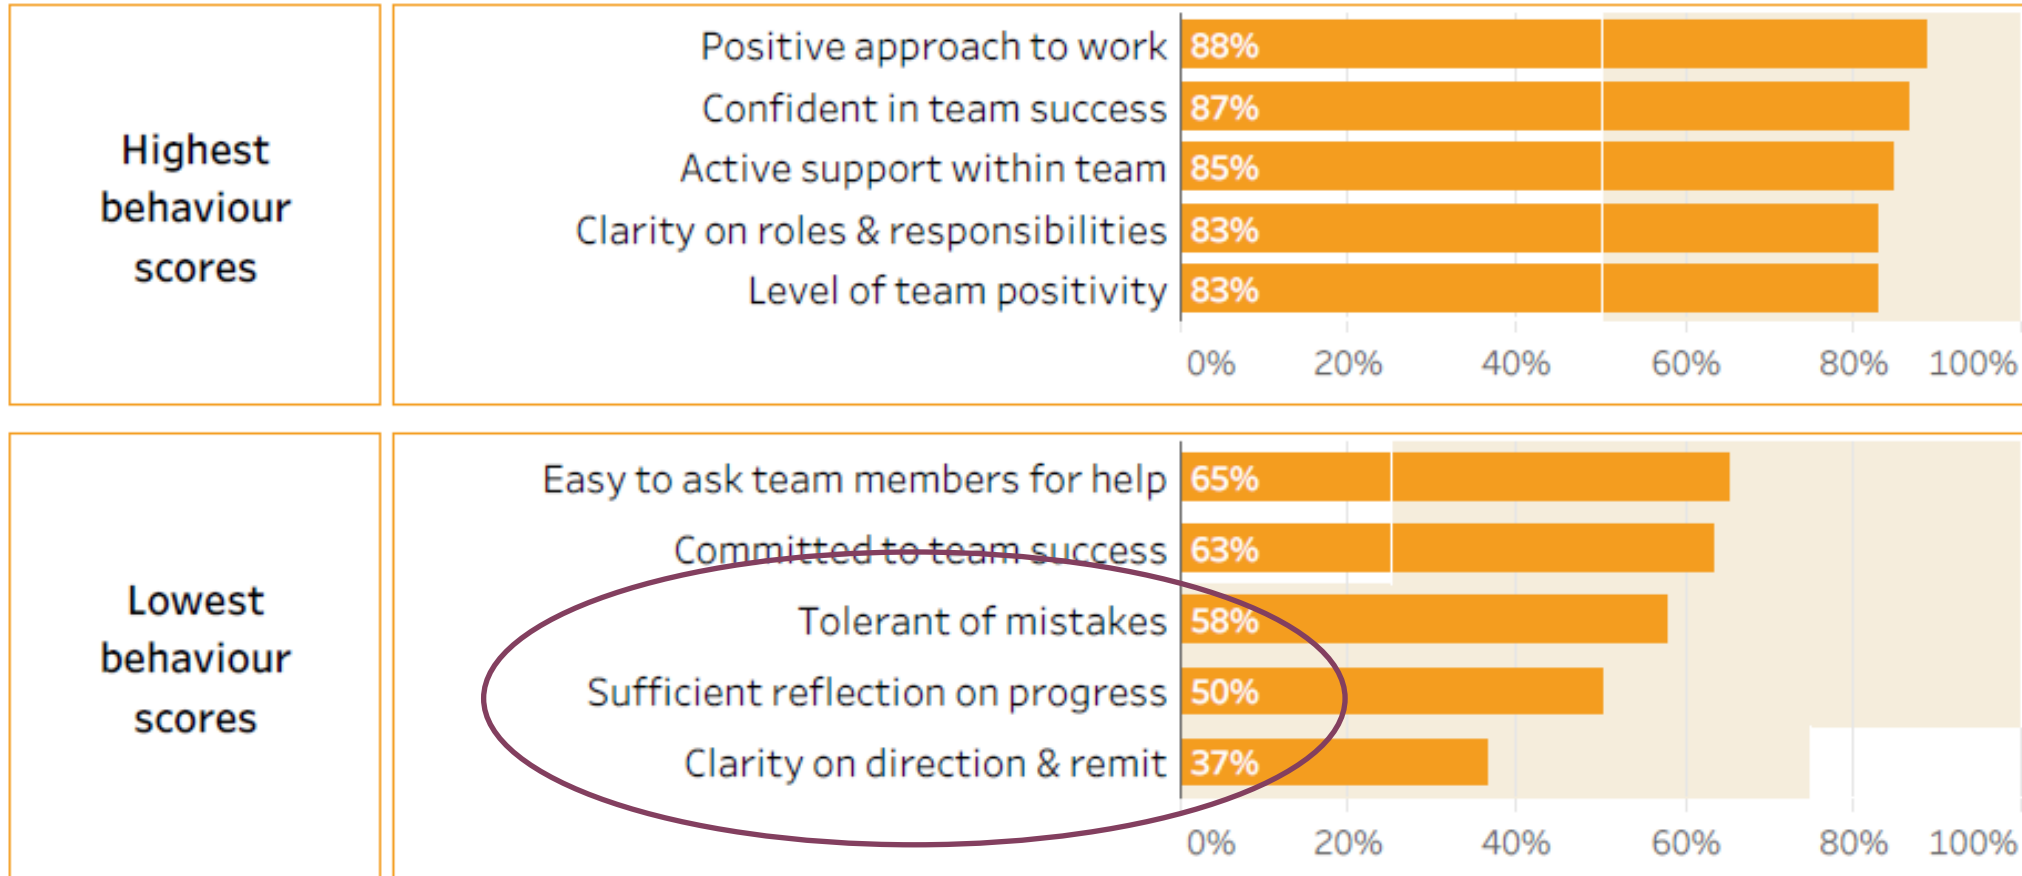 Highest
behaviour
scores
Positive approach to work 88%
Confident in team success 87%
Active support within team 85%
Clarity on roles & responsibilities 83%
Level of team positivity 83%
0% 20% 40% 60% 80% 100%
Lowest
behaviour
scores
Easy to ask team members for help 65%
Committed to team success 63%
Tolerant of mistakes 58%
Sufficient reflection on progress 50%
Clarity on direction & remit 37%
0% 20% 40% 60% 80% 100%